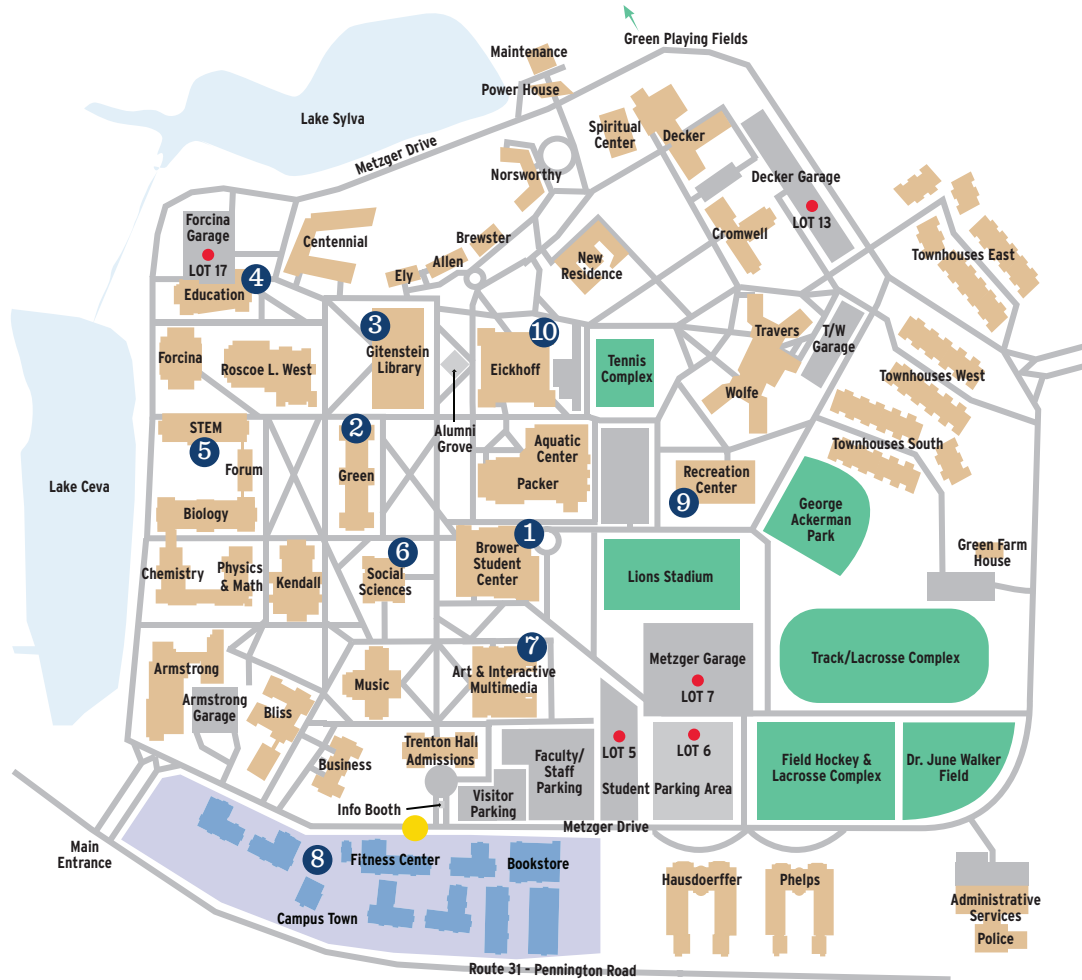 Green Playing Fields
Maintenance
Power House
Lake Sylva
Metzger Drive
Spiritual
Center
Decker
Norsworthy
Decker Garage
LOT 13
Forcina
Garage
LOT 17
Centennial
Brewster
Allen
Ely
New
Residence
Cromwell
Townhouses East
4
Education
3
Gitenstein
Library
10
Eickhoff
Travers
T/W
Garage
Forcina
Roscoe L. West
Tennis
Complex
Wolfe
Townhouses West
STEM
5
Forum
2
Green
Alumni
Grove
Aquatic
Center
Packer
Townhouses South
Recreation
Center
9
Lake Ceva
Biology
George
Ackerman
Park
1
Brower
Student
Center
Green Farm
House
6
Social
Sciences
Chemistry
Physics
& Math
Kendall
Lions Stadium
7
Art & Interactive
Multimedia
Music
Metzger Garage
LOT 7
Track/Lacrosse Complex
Armstrong
Armstrong
Garage
Bliss
Business
Trenton Hall
Admissions
Faculty/
Staff
Parking
LOT 5
LOT 6
Student Parking Area
Field Hockey &
Lacrosse Complex
Dr. June Walker
Field
Info Booth
Visitor
Parking
Metzger Drive
Main
Entrance
8
Fitness Center
Bookstore
Campus Town
Hausdoerffer
Phelps
Administrative
Services
Police
Route 31 - Pennington Road